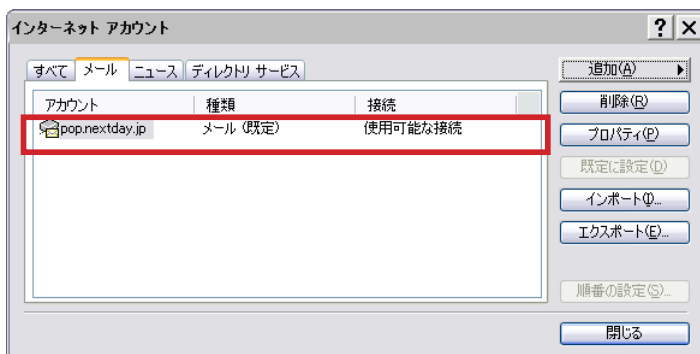 インターネット アカウント
すべて メール ニュース ディレクトリ サービス
追加(A)
アカウント 種類 接続
削除(R)
pop.nextday.jp メール (既定) 使用可能な接続
プロパティ(P)
既定に設定(D)
インポート(I)...
エクスポート(E)...
順番の設定(S)...
閉じる